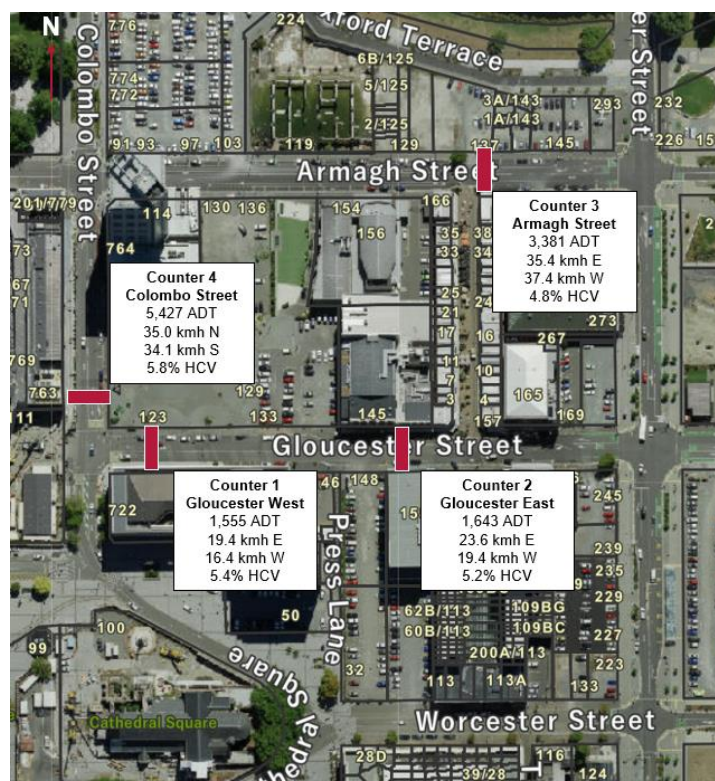 N
Colombo Street
776
774
772
91 93
97
103
224
xford Terrace
6B/125
5/125
2/125
119
129
3A/143
1A/143
137
145
293
er Street
232
226
15
Armagh Street
201/779
73
67
71
769
763
111
114
764
130
136
154
156
166
35
33
25
21
17
11
7
3
38
34
24
16
10
4
157
Counter 3
Armagh Street
3,381 ADT
35.4 kmh E
37.4 kmh W
4.8% HCV
273
267
165
169
Counter 4
Colombo Street
5,427 ADT
35.0 kmh N
34.1 kmh S
5.8% HCV
129
133
123
145
Gloucester Street
722
Counter 1
Gloucester West
1,555 ADT
19.4 kmh E
16.4 kmh W
5.4% HCV
46
148
15
Counter 2
Gloucester East
1,643 ADT
23.6 kmh E
19.4 kmh W
5.2% HCV
245
239
235
229
227
223
133
Press Lane
50
62B/113
60B/113
109BG
109BC
200A/113
113
113A
32
100
99
Cathedral Square
hedral Square
Worcester Street
28D
39/28
116
124